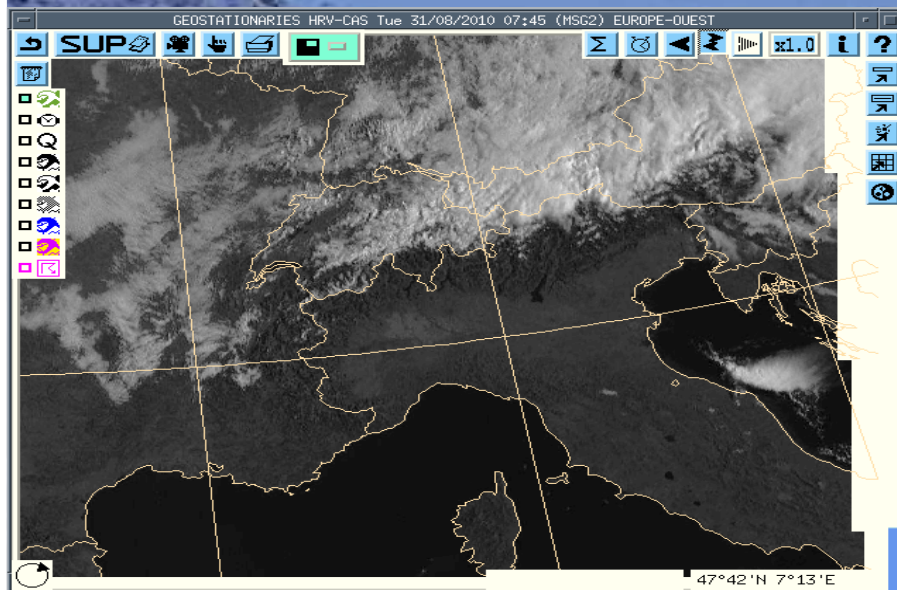 GEOSTATIONARIES HRV-CAS Tue 31/08/2010 07:45 (MSG2) EUROPE-OUEST
SUP Σ x1.0 i ?
Q
47°42'N 7°13'E